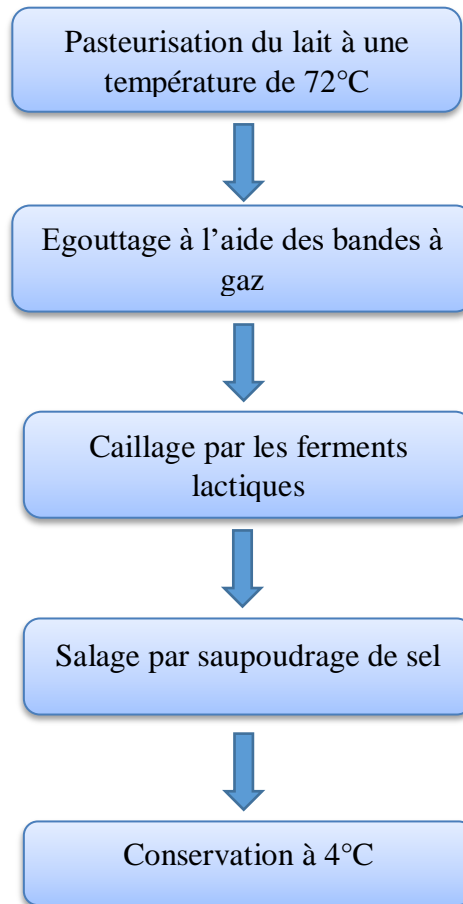 Pasteurisation du lait à une
température de 72°C
Egouttage à l’aide des bandes à
gaz
Caillage par les ferments
lactiques
Salage par saupoudrage de sel
Conservation à 4°C